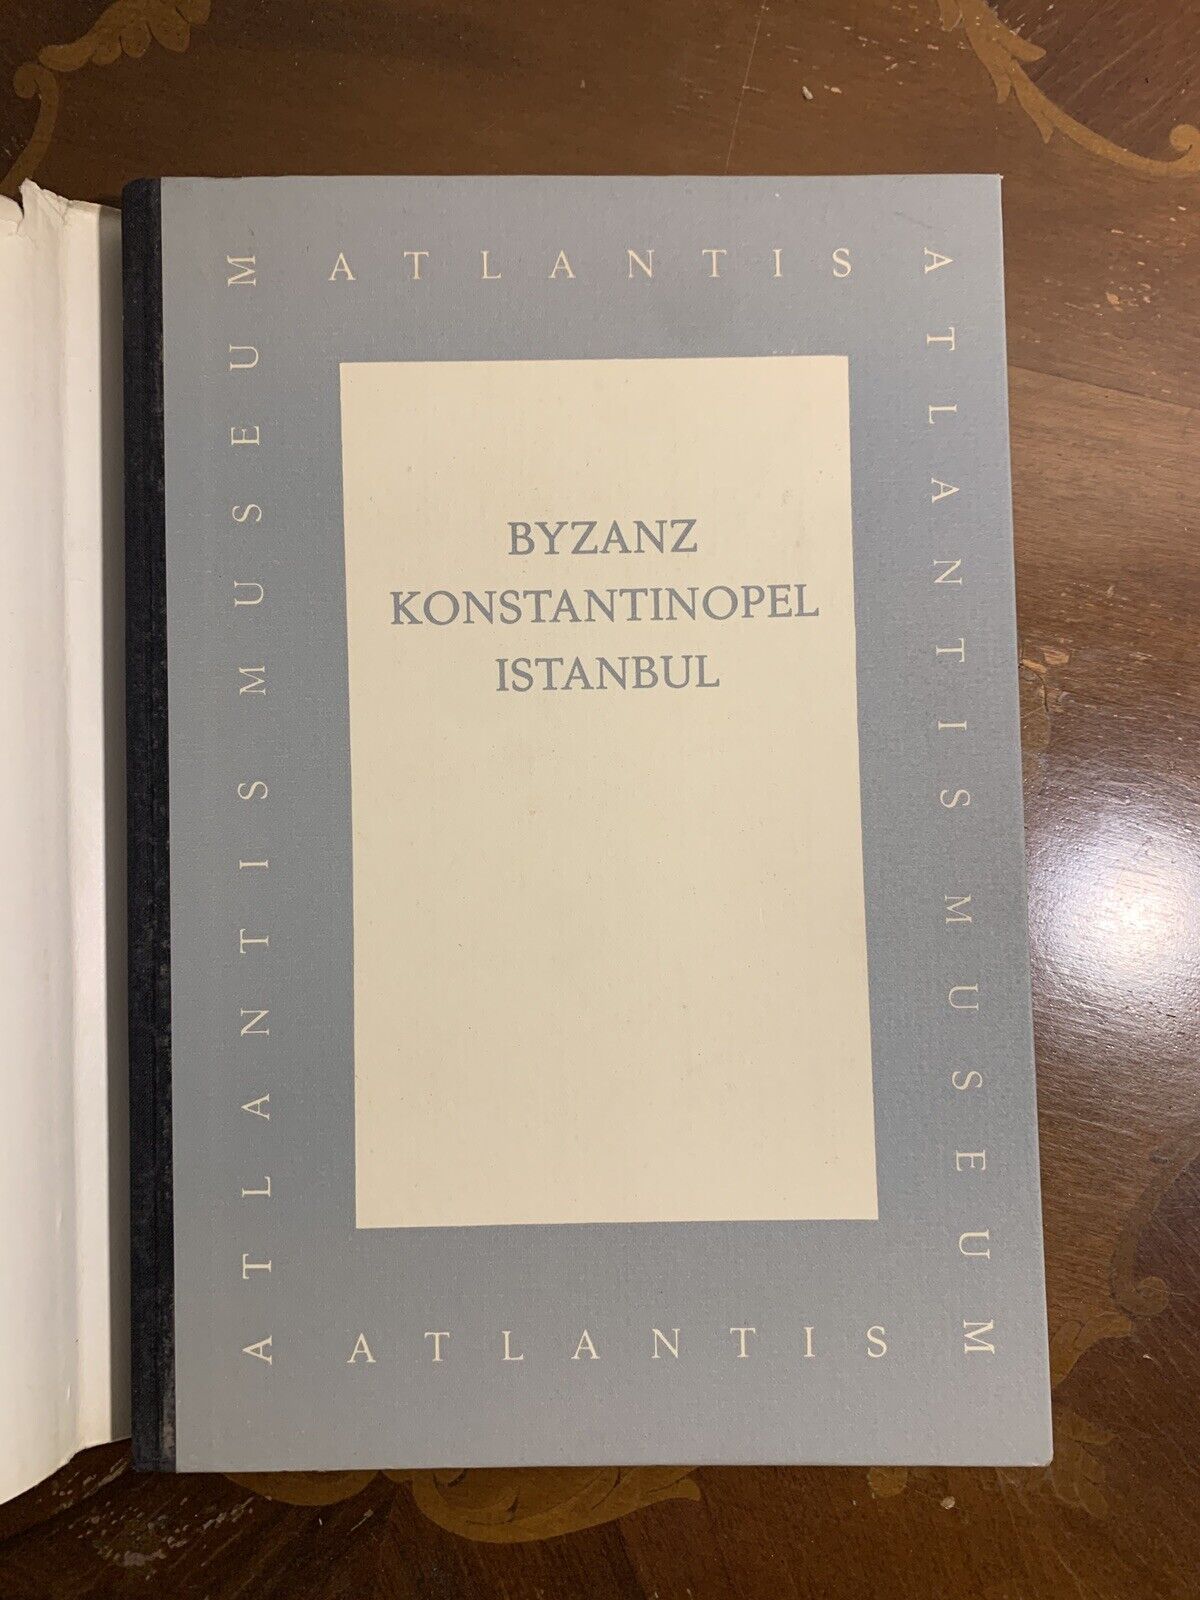 ATLANTIS
ATLANTIS MUSEUM
ATLANTIS MUSEUM
BYZANZ
KONSTANTINOPEL
ISTANBUL
ATLANTIS